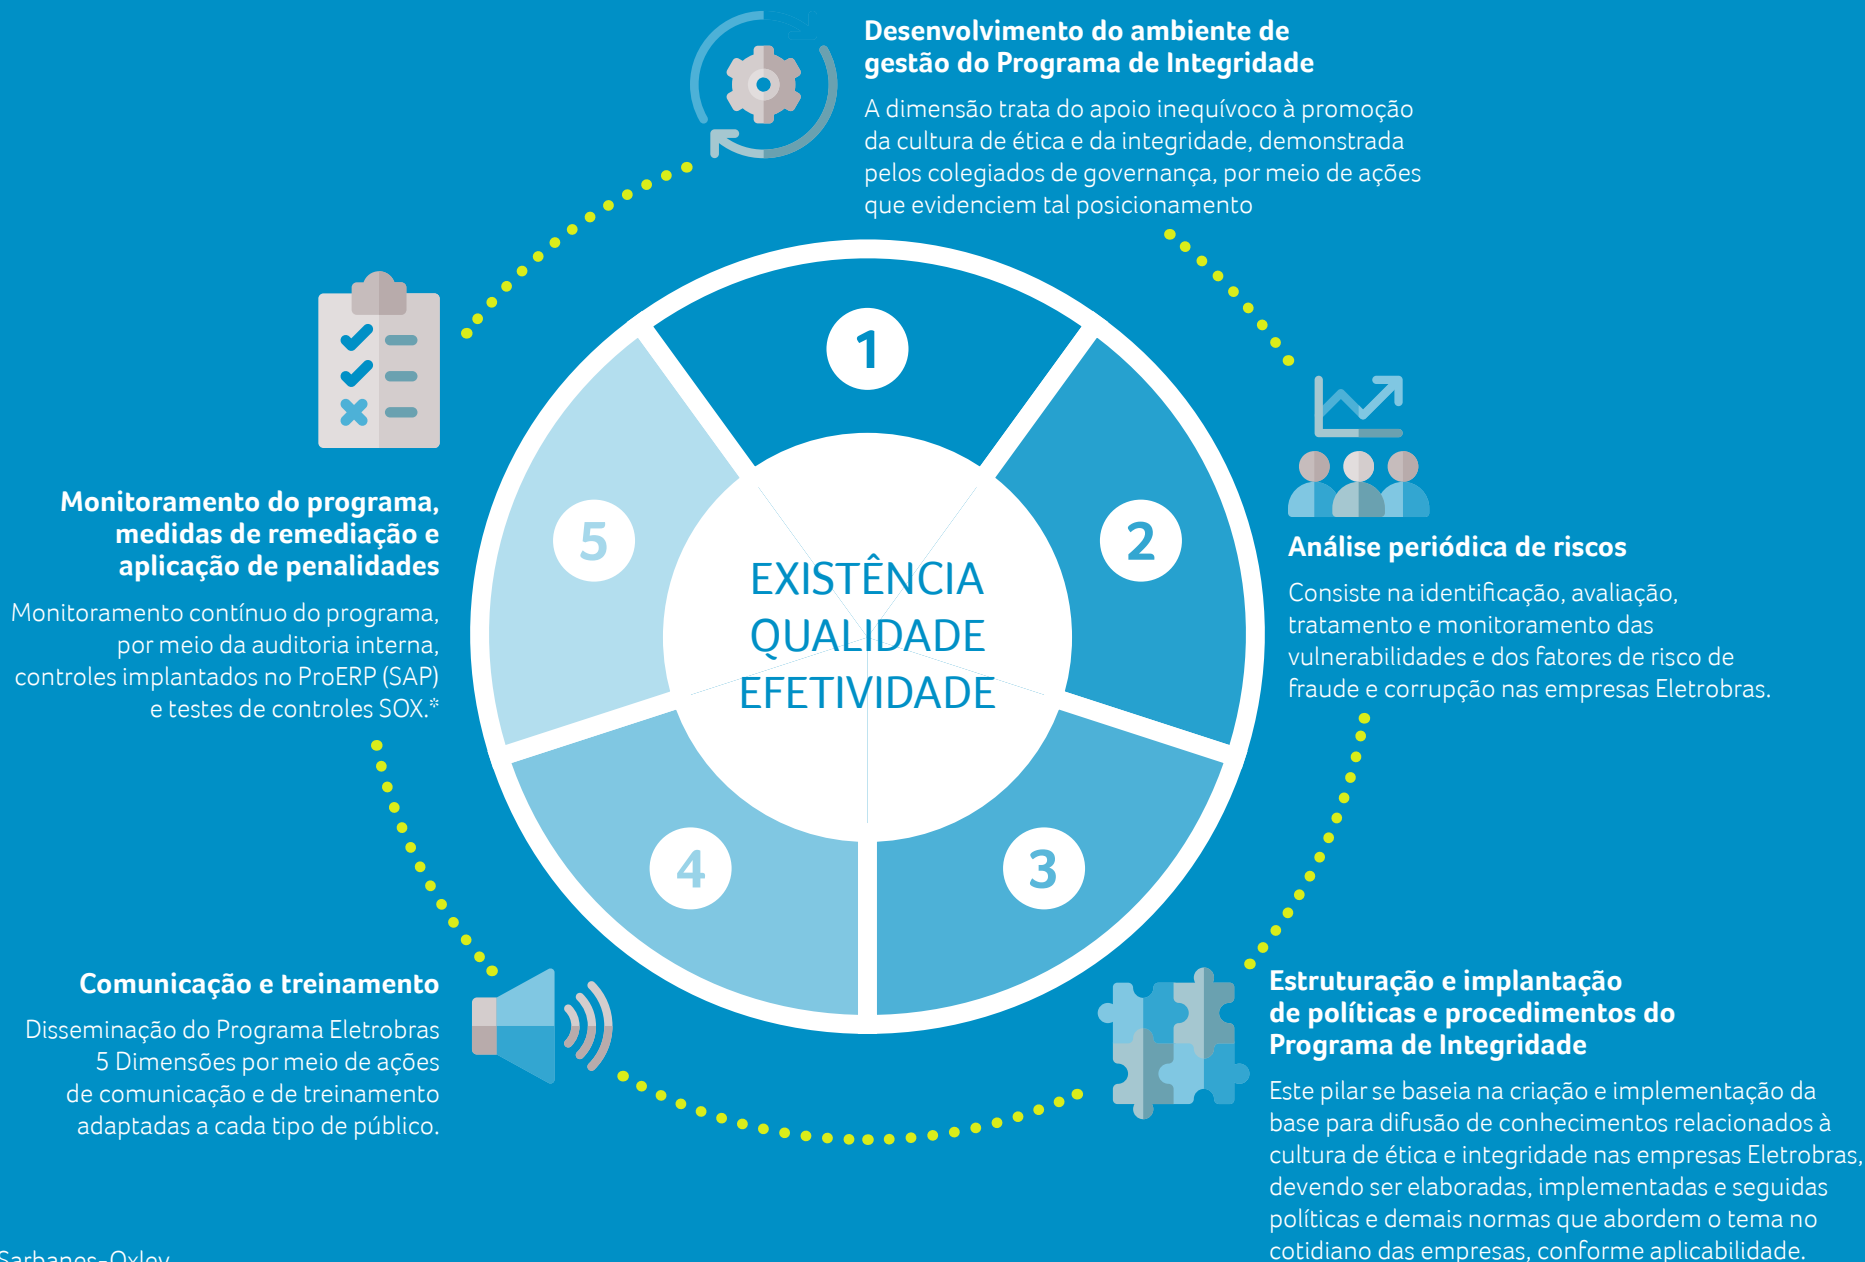 Desenvolvimento do ambiente de
gestão do Programa de Integridade
A dimensão trata do apoio inequívoco à promoção
da cultura de ética e da integridade, demonstrada
pelos colegiados de governança, por meio de ações
que evidenciem tal posicionamento
1
2
3
4
5
EXISTÊNCIA
QUALIDADE
EFETIVIDADE
Análise periódica de riscos
Consiste na identificação, avaliação,
tratamento e monitoramento das
vulnerabilidades e dos fatores de risco de
fraude e corrupção nas empresas Eletrobras.
Estruturação e implantação
de políticas e procedimentos do
Programa de Integridade
Este pilar se baseia na criação e implementação da
base para difusão de conhecimentos relacionados à
cultura de ética e integridade nas empresas Eletrobras,
devendo ser elaboradas, implementadas e seguidas
políticas e demais normas que abordem o tema no
cotidiano das empresas, conforme aplicabilidade.
Comunicação e treinamento
Disseminação do Programa Eletrobras
5 Dimensões por meio de ações
de comunicação e de treinamento
adaptadas a cada tipo de público.
Monitoramento do programa,
medidas de remediação e
aplicação de penalidades
Monitoramento contínuo do programa,
por meio da auditoria interna,
controles implantados no ProERP (SAP)
e testes de controles SOX.*
Sarbanes-Oxley